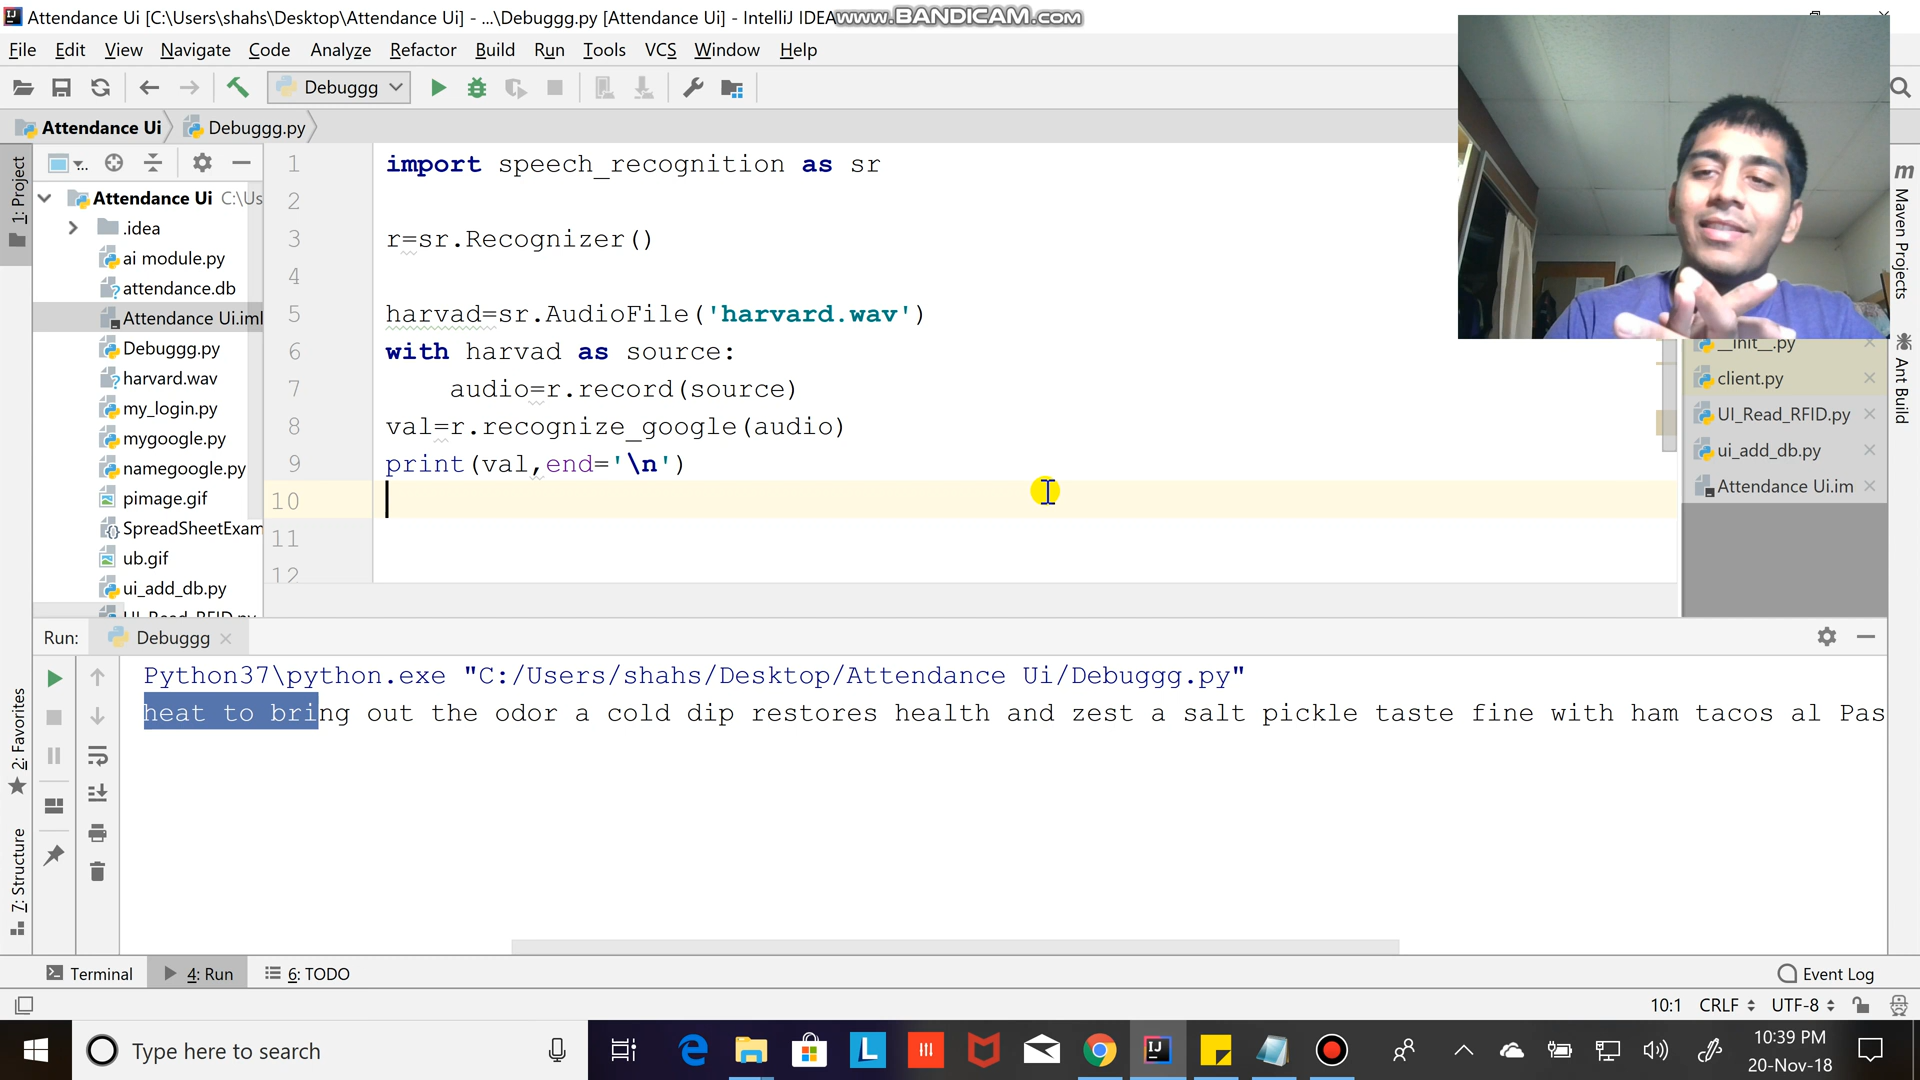 Attendance Ui [C:\Users\shahs\Desktop\Attendance Ui] - ...\Debuggg.py [Attendance Ui] - IntelliJ IDEA
www.BANDICAM.com
File Edit View Navigate Code Analyze Refactor Build Run Tools VCS Window Help
Debuggg
Attendance Ui Debuggg.py
1: Project
Attendance Ui C:\Us
.idea
ai module.py
attendance.db
Attendance Ui.iml
Debuggg.py
harvard.wav
my_login.py
mygoogle.py
namegoogle.py
pimage.gif
SpreadSheetExam
ub.gif
ui_add_db.py
UI_Read_RFID.py
1 import speech_recognition as sr
2
3 r=sr.Recognizer()
4
5 harvad=sr.AudioFile('harvard.wav')
6 with harvad as source:
7 audio=r.record(source)
8 val=r.recognize_google(audio)
9 print(val,end='\n')
10
11
12
__init__.py
client.py
UI_Read_RFID.py
ui_add_db.py
Attendance Ui.im
m
Maven Projects
Ant Build
Run: Debuggg
Python37\python.exe "C:/Users/shahs/Desktop/Attendance Ui/Debuggg.py"
heat to bring out the odor a cold dip restores health and zest a salt pickle taste fine with ham tacos al Pas
2: Favorites
7: Structure
Terminal 4: Run 6: TODO Event Log
10:1 CRLF UTF-8
Type here to search
L
IJ
10:39 PM
20-Nov-18